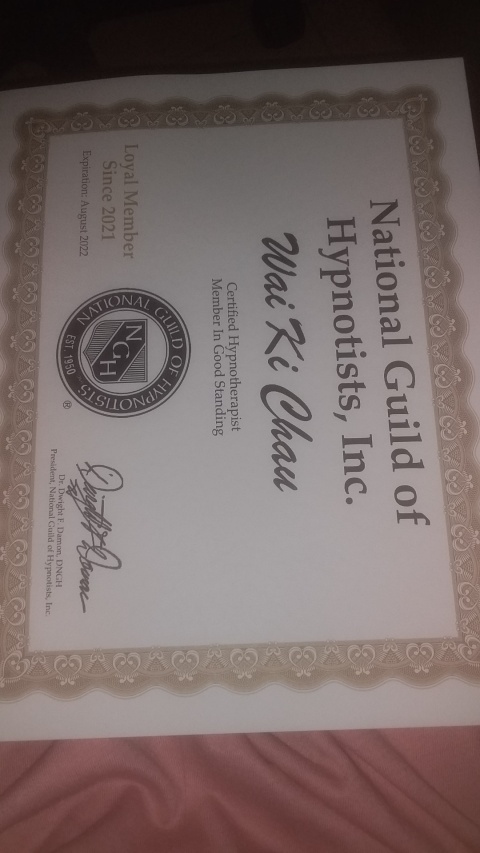 National Guild of
Hypnotists, Inc.
Wai Ki Chau
Certified Hypnotherapist
Member In Good Standing
Loyal Member
Since 2021
Expiration: August 2022
NATIONAL GUILD OF HYPNOTISTS
NGH
EST 1950
®
Dr. Dwight F. Damon, DNGH
President, National Guild of Hypnotists, Inc.